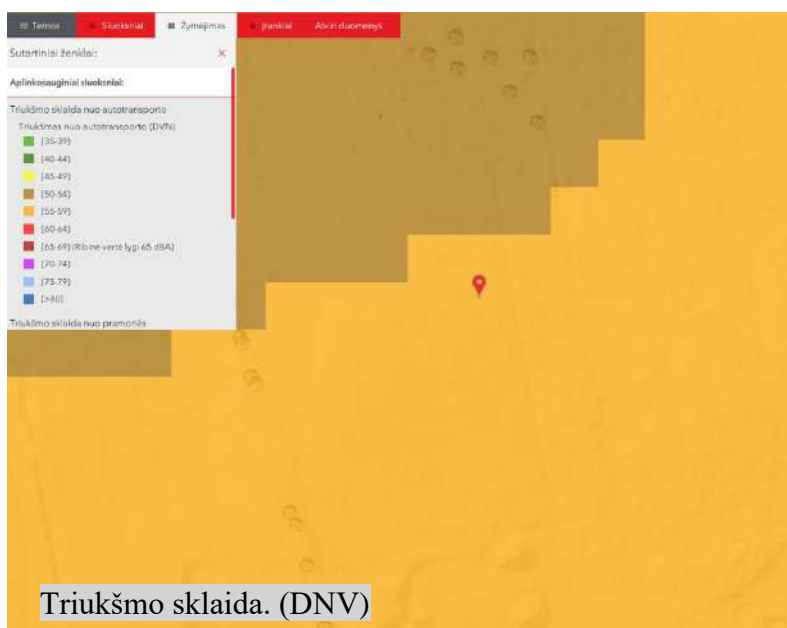 Temos Sluoksniai Žymėjimas Įrankiai Atviri duomenys
Sutartiniai ženklai: ×
Aplinkosauginiai sluoksniai:
Triukšmo sklaida nuo autotransporto
Triukšmas nuo autotransporto (DVN)
(35-39)
(40-44)
(45-49)
(50-54)
(55-59)
(60-64)
(65-69) (Ribinė vertė lygi 65 dBA)
(70-74)
(75-79)
(>80)
Triukšmo sklaida nuo pramonės
Triukšmo sklaida. (DNV)